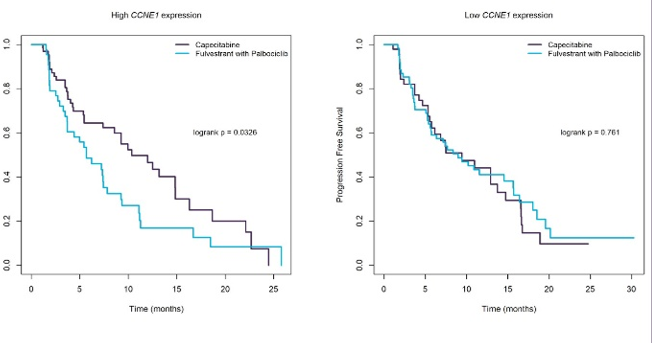 High CCNE1 expression
Capecitabine
Fulvestrant with Palbociclib
logrank p = 0.0326
1.0
0.8
0.6
0.4
0.2
0.0
0 5 10 15 20 25
Time (months)
Low CCNE1 expression
Capecitabine
Fulvestrant with Palbociclib
logrank p = 0.761
Progression Free Survival
1.0
0.8
0.6
0.4
0.2
0.0
0 5 10 15 20 25 30
Time (months)